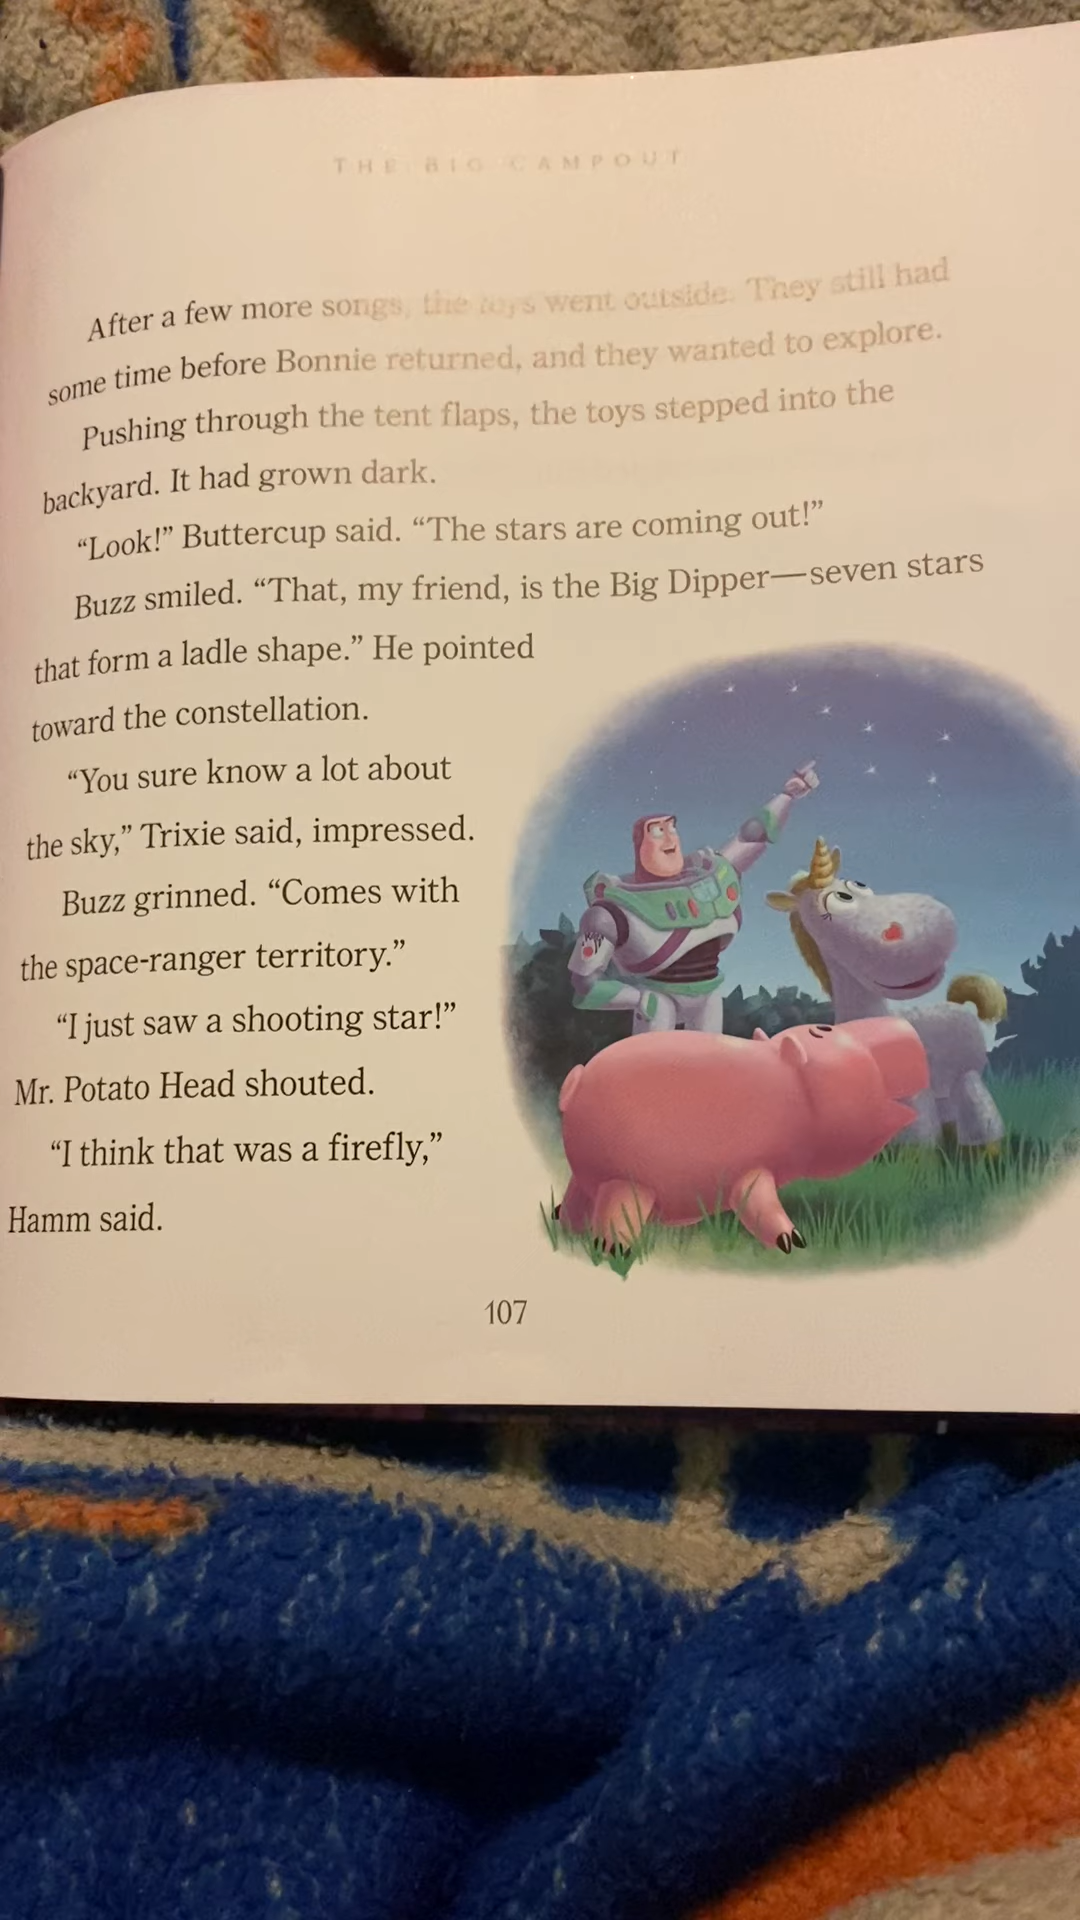 THE BIG CAMPOUT
After a few more songs, the toys went outside. They still had
some time before Bonnie returned, and they wanted to explore.
Pushing through the tent flaps, the toys stepped into the
backyard. It had grown dark.
“Look!” Buttercup said. “The stars are coming out!”
Buzz smiled. “That, my friend, is the Big Dipper—seven stars
that form a ladle shape.” He pointed
toward the constellation.
“You sure know a lot about
the sky,” Trixie said, impressed.
Buzz grinned. “Comes with
the space-ranger territory.”
“I just saw a shooting star!”
Mr. Potato Head shouted.
“I think that was a firefly,”
Hamm said.
107